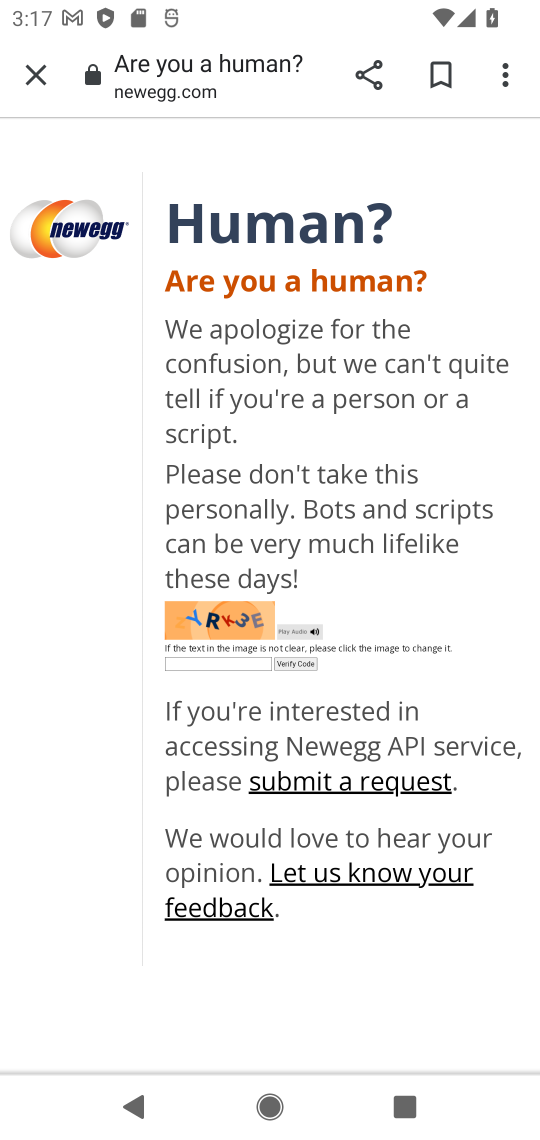 3:17
Are you a human?
newegg.com
newegg
Human?
Are you a human?
We apologize for the
confusion, but we can't quite
tell if you're a person or a
script.
Please don't take this
personally. Bots and scripts
can be very much lifelike
these days!
Play Audio
If the text in the image is not clear, please click the image to change it.
Verify Code
If you're interested in
accessing Newegg API service,
please submit a request.
We would love to hear your
opinion. Let us know your
feedback.